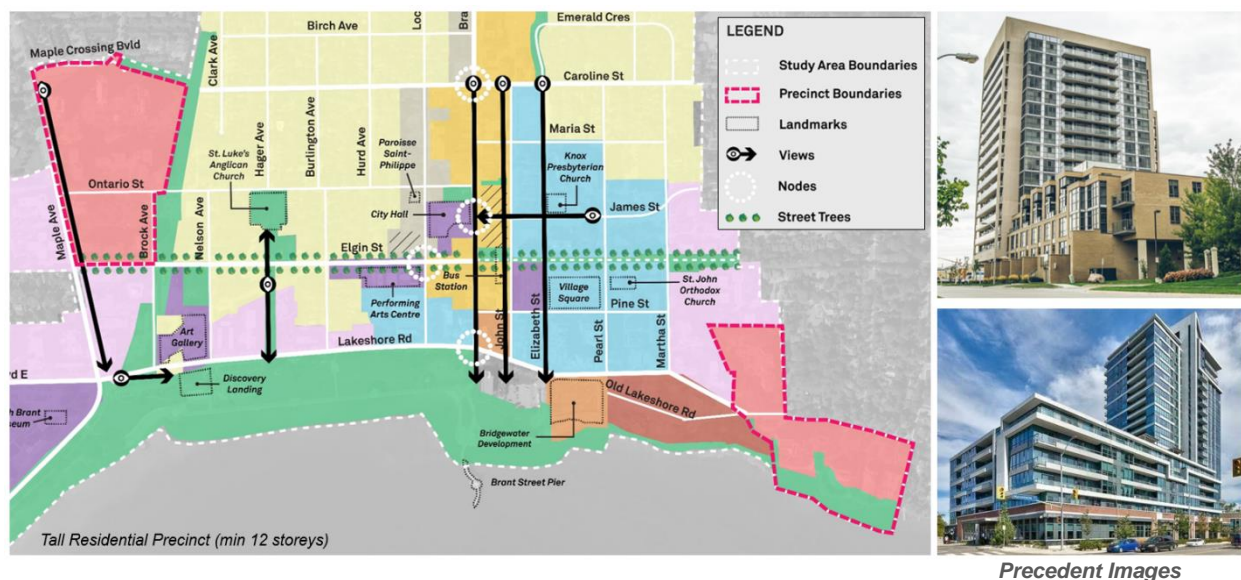 Birch Ave
Loc
Bra
Emerald Cres
Maple Crossing Bvld
Clark Ave
Caroline St
Hager Ave
Burlington Ave
Hurd Ave
Maria St
St. Luke's
Anglican
Church
Paroisse
Saint-
Philippe
Knox
Presbyterian
Church
Ontario St
City Hall
James St
Maple Ave
Brock Ave
Nelson Ave
Elgin St
Bus
Station
Performing
Arts Centre
Village
Square
St. John
Orthodox
Church
Pine St
Art
Gallery
Lakeshore Rd
John St
Elizabeth St
Pearl St
Martha St
rd E
Discovery
Landing
Old Lakeshore Rd
h Brant
seum
Bridgewater
Development
Brant Street Pier
Tall Residential Precinct (min 12 storeys)
LEGEND
Study Area Boundaries
Precinct Boundaries
Landmarks
Views
Nodes
Street Trees
Precedent Images